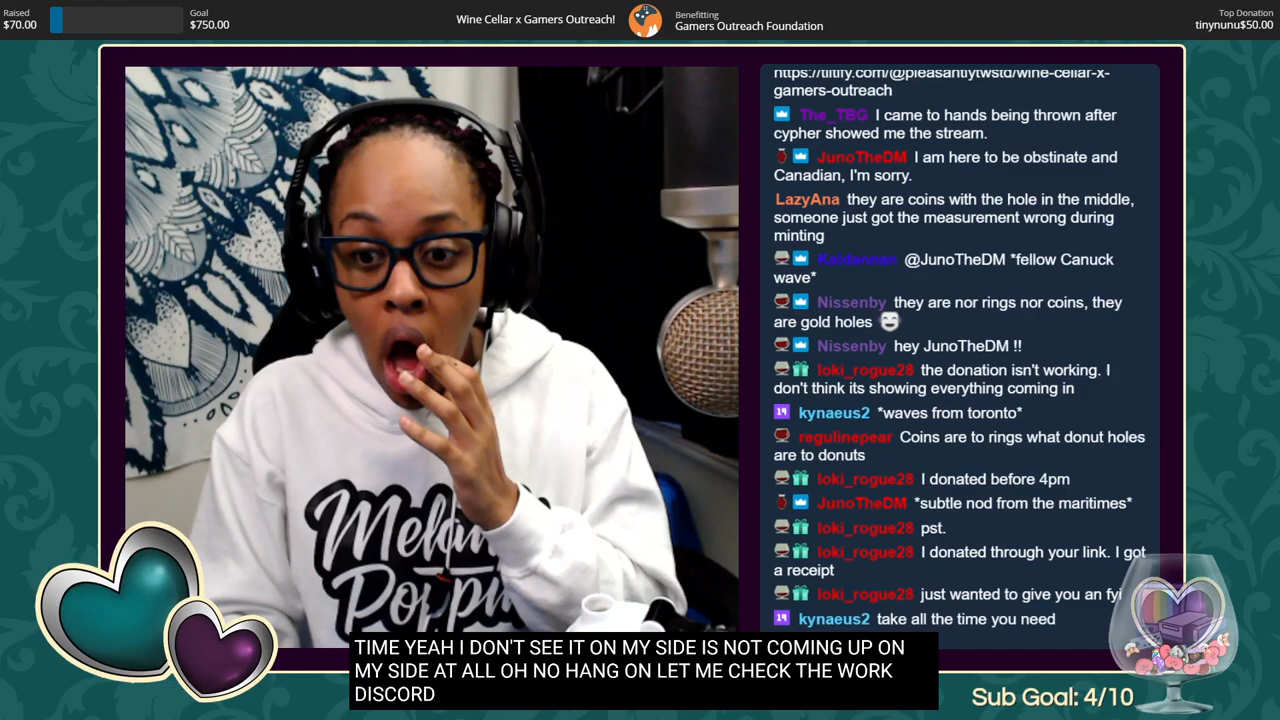 Raised
$70.00
Goal
$750.00
Wine Cellar x Gamers Outreach!
Benefitting
Gamers Outreach Foundation
Top Donation
tinynunu$50.00
https://tiltify.com/@pleasantlytwstd/wine-cellar-x-
gamers-outreach
The_TBG I came to hands being thrown after
cypher showed me the stream.
JunoTheDM I am here to be obstinate and
Canadian, I'm sorry.
LazyAna they are coins with the hole in the middle,
someone just got the measurement wrong during
minting
Kaldannan @JunoTheDM *fellow Canuck
wave*
Nissenby they are nor rings nor coins, they
are gold holes
Nissenby hey JunoTheDM !!
loki_rogue28 the donation isn't working. I
don't think its showing everything coming in
kynaeus2 *waves from toronto*
regulinepear Coins are to rings what donut holes
are to donuts
loki_rogue28 I donated before 4pm
JunoTheDM *subtle nod from the maritimes*
loki_rogue28 pst.
loki_rogue28 I donated through your link. I got
a receipt
loki_rogue28 just wanted to give you an fyi
kynaeus2 take all the time you need
TIME YEAH I DON'T SEE IT ON MY SIDE IS NOT COMING UP ON
MY SIDE AT ALL OH NO HANG ON LET ME CHECK THE WORK
DISCORD
Sub Goal: 4/10